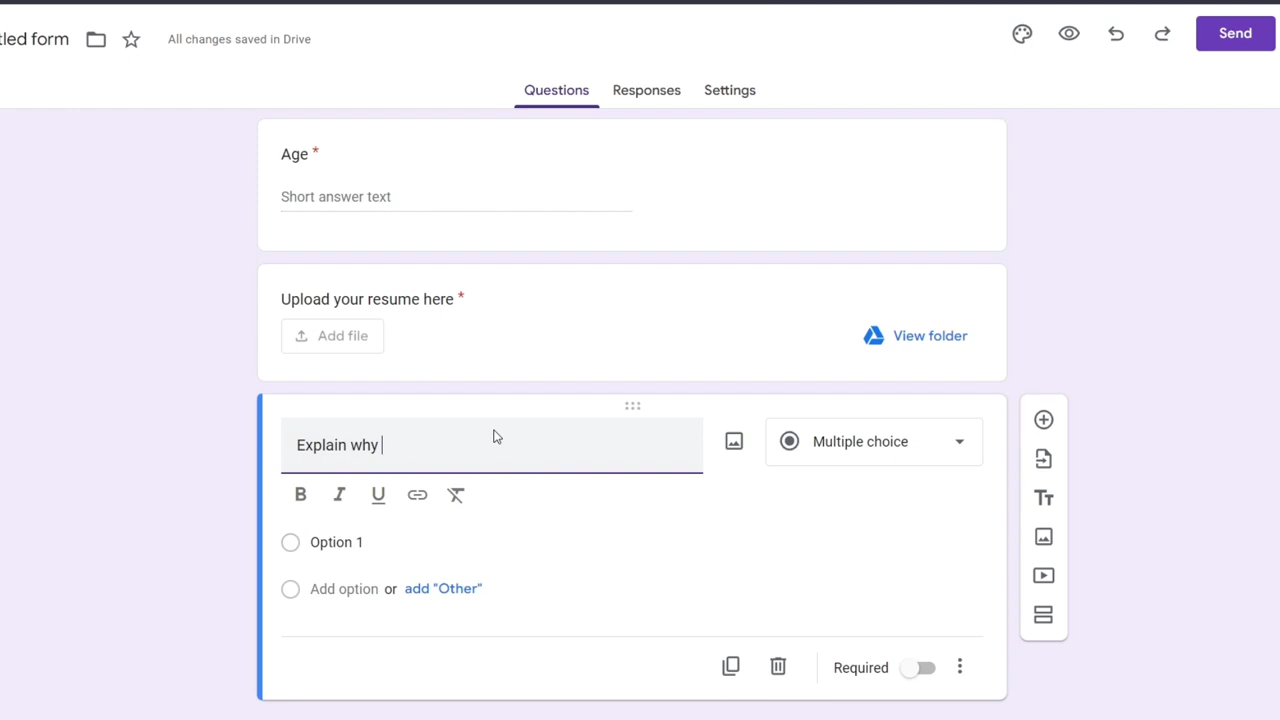 tled form
All changes saved in Drive
Send
Questions Responses Settings
Age *
Short answer text
Upload your resume here *
Add file
View folder
Explain why
Multiple choice
B I U
Tт
Option 1
Add option or add "Other"
Required